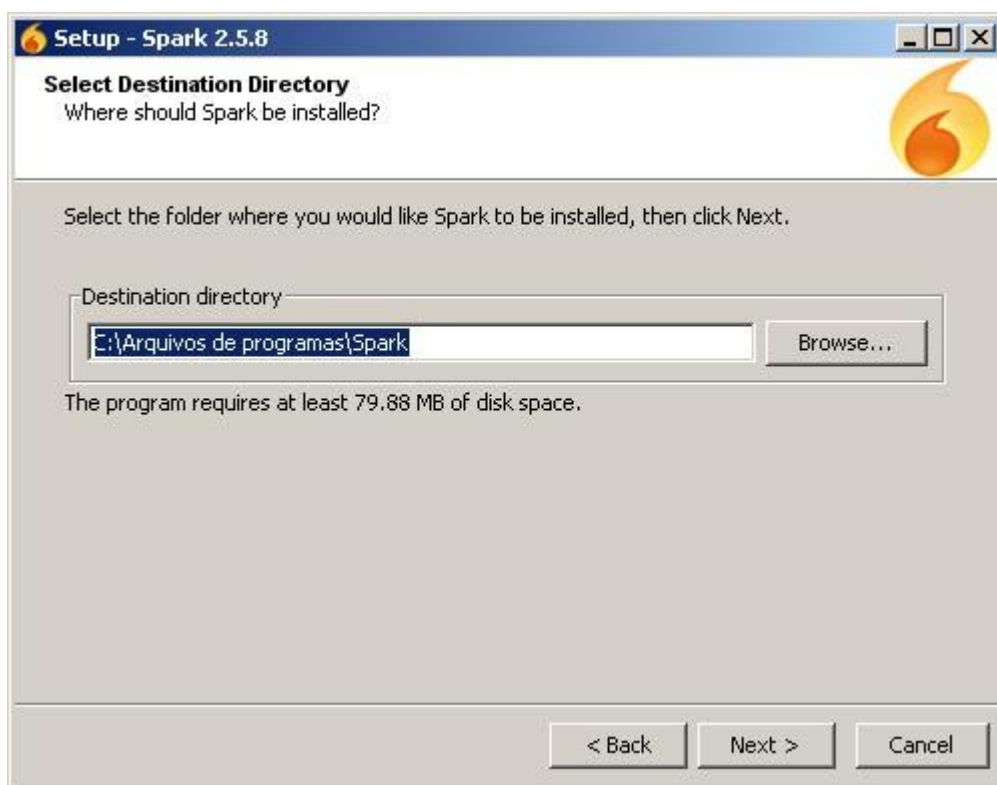 Setup - Spark 2.5.8
Select Destination Directory
Where should Spark be installed?
Select the folder where you would like Spark to be installed, then click Next.
Destination directory
C:\Arquivos de programas\Spark
Browse...
The program requires at least 79.88 MB of disk space.
< Back
Next >
Cancel